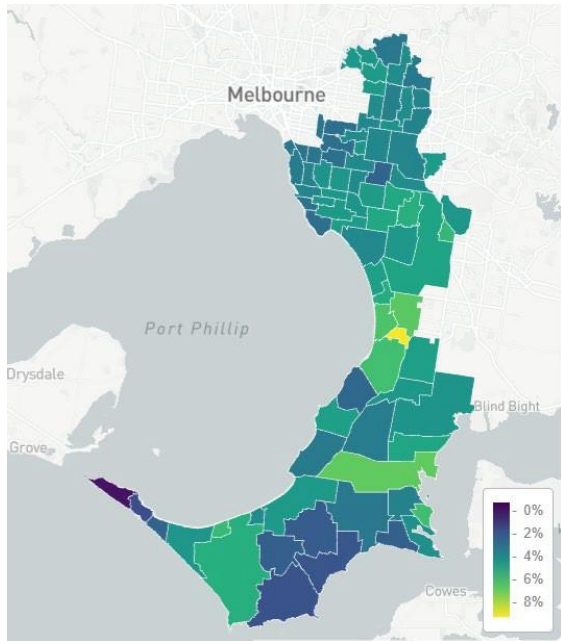 Melbourne
Port Phillip
Drysdale
Blind Bight
Grove
- 0%
- 2%
- 4%
- 6%
- 8%
Cowes